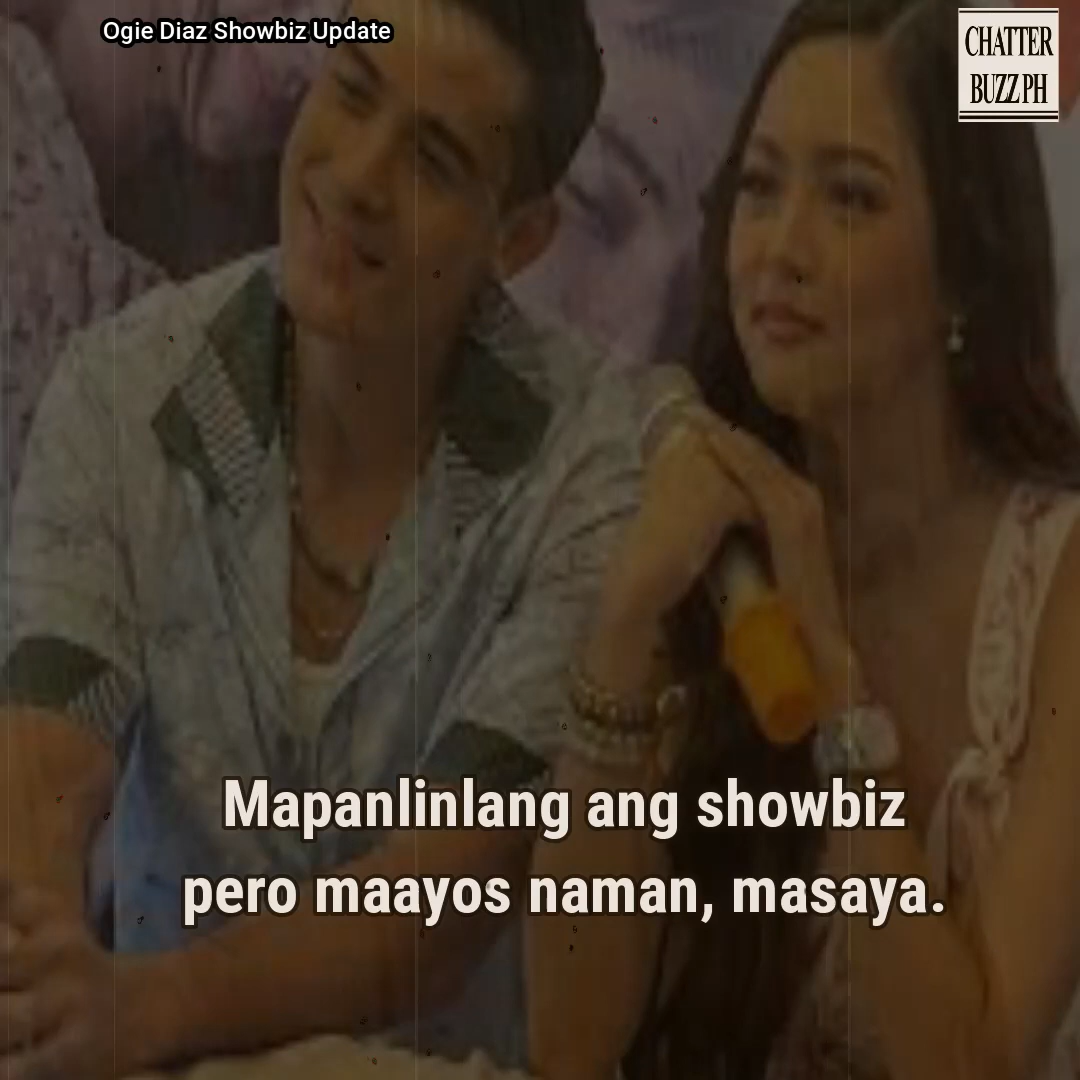 Ogie Diaz Showbiz Update
CHATTER
BUZZ PH
Mapanlinlang ang showbiz
pero maayos naman, masaya.